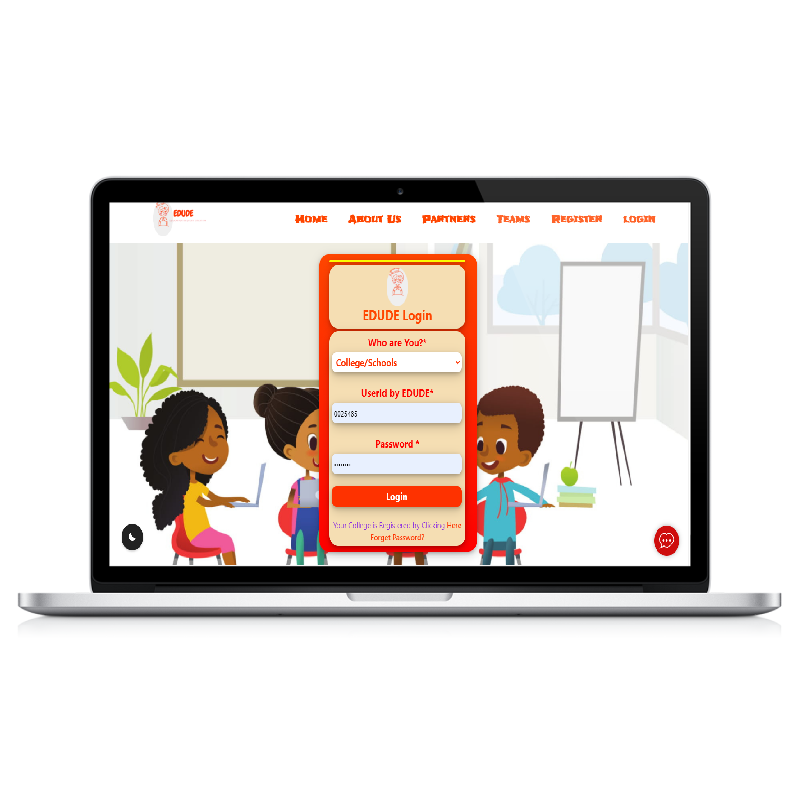 EDUDE
Home About Us Partners Teams Register Login
EDUDE Login
Who are You?*
College/Schools
Userid by EDUDE*
Password *
........
Login
Your College is Registered by Clicking Here
Forget Password?